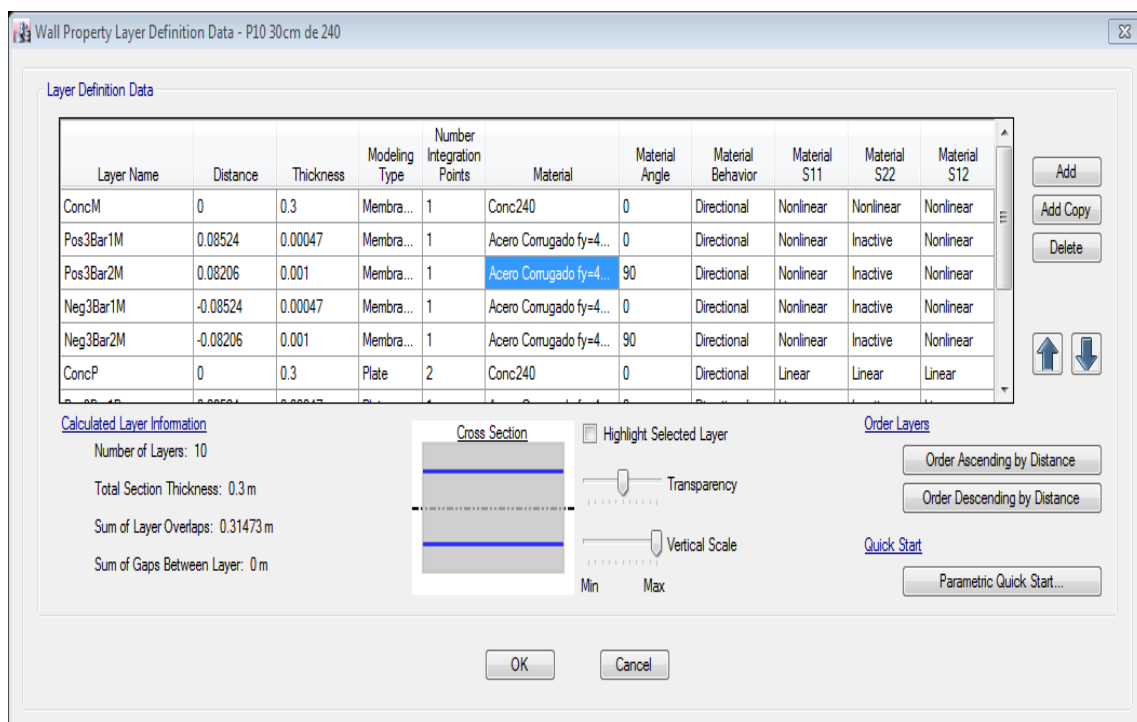 Wall Property Layer Definition Data - P10 30cm de 240
Layer Definition Data
Layer Name Distance Thickness Modeling Type Number Integration Points Material Material Angle Material Behavior Material S11 Material S22 Material S12
ConcM 0 0.3 Membra... 1 Conc240 0 Directional Nonlinear Nonlinear Nonlinear
Pos3Bar1M 0.08524 0.00047 Membra... 1 Acero Corrugado fy=4... 0 Directional Nonlinear Inactive Nonlinear
Pos3Bar2M 0.08206 0.001 Membra... 1 Acero Corrugado fy=4... 90 Directional Nonlinear Inactive Nonlinear
Neg3Bar1M -0.08524 0.00047 Membra... 1 Acero Corrugado fy=4... 0 Directional Nonlinear Inactive Nonlinear
Neg3Bar2M -0.08206 0.001 Membra... 1 Acero Corrugado fy=4... 90 Directional Nonlinear Inactive Nonlinear
ConcP 0 0.3 Plate 2 Conc240 0 Directional Linear Linear Linear
Add
Add Copy
Delete
Calculated Layer Information
Number of Layers: 10
Total Section Thickness: 0.3 m
Sum of Layer Overlaps: 0.31473 m
Sum of Gaps Between Layer: 0 m
Cross Section
Highlight Selected Layer
Transparency
Vertical Scale
Min Max
Order Layers
Order Ascending by Distance
Order Descending by Distance
Quick Start
Parametric Quick Start...
OK Cancel